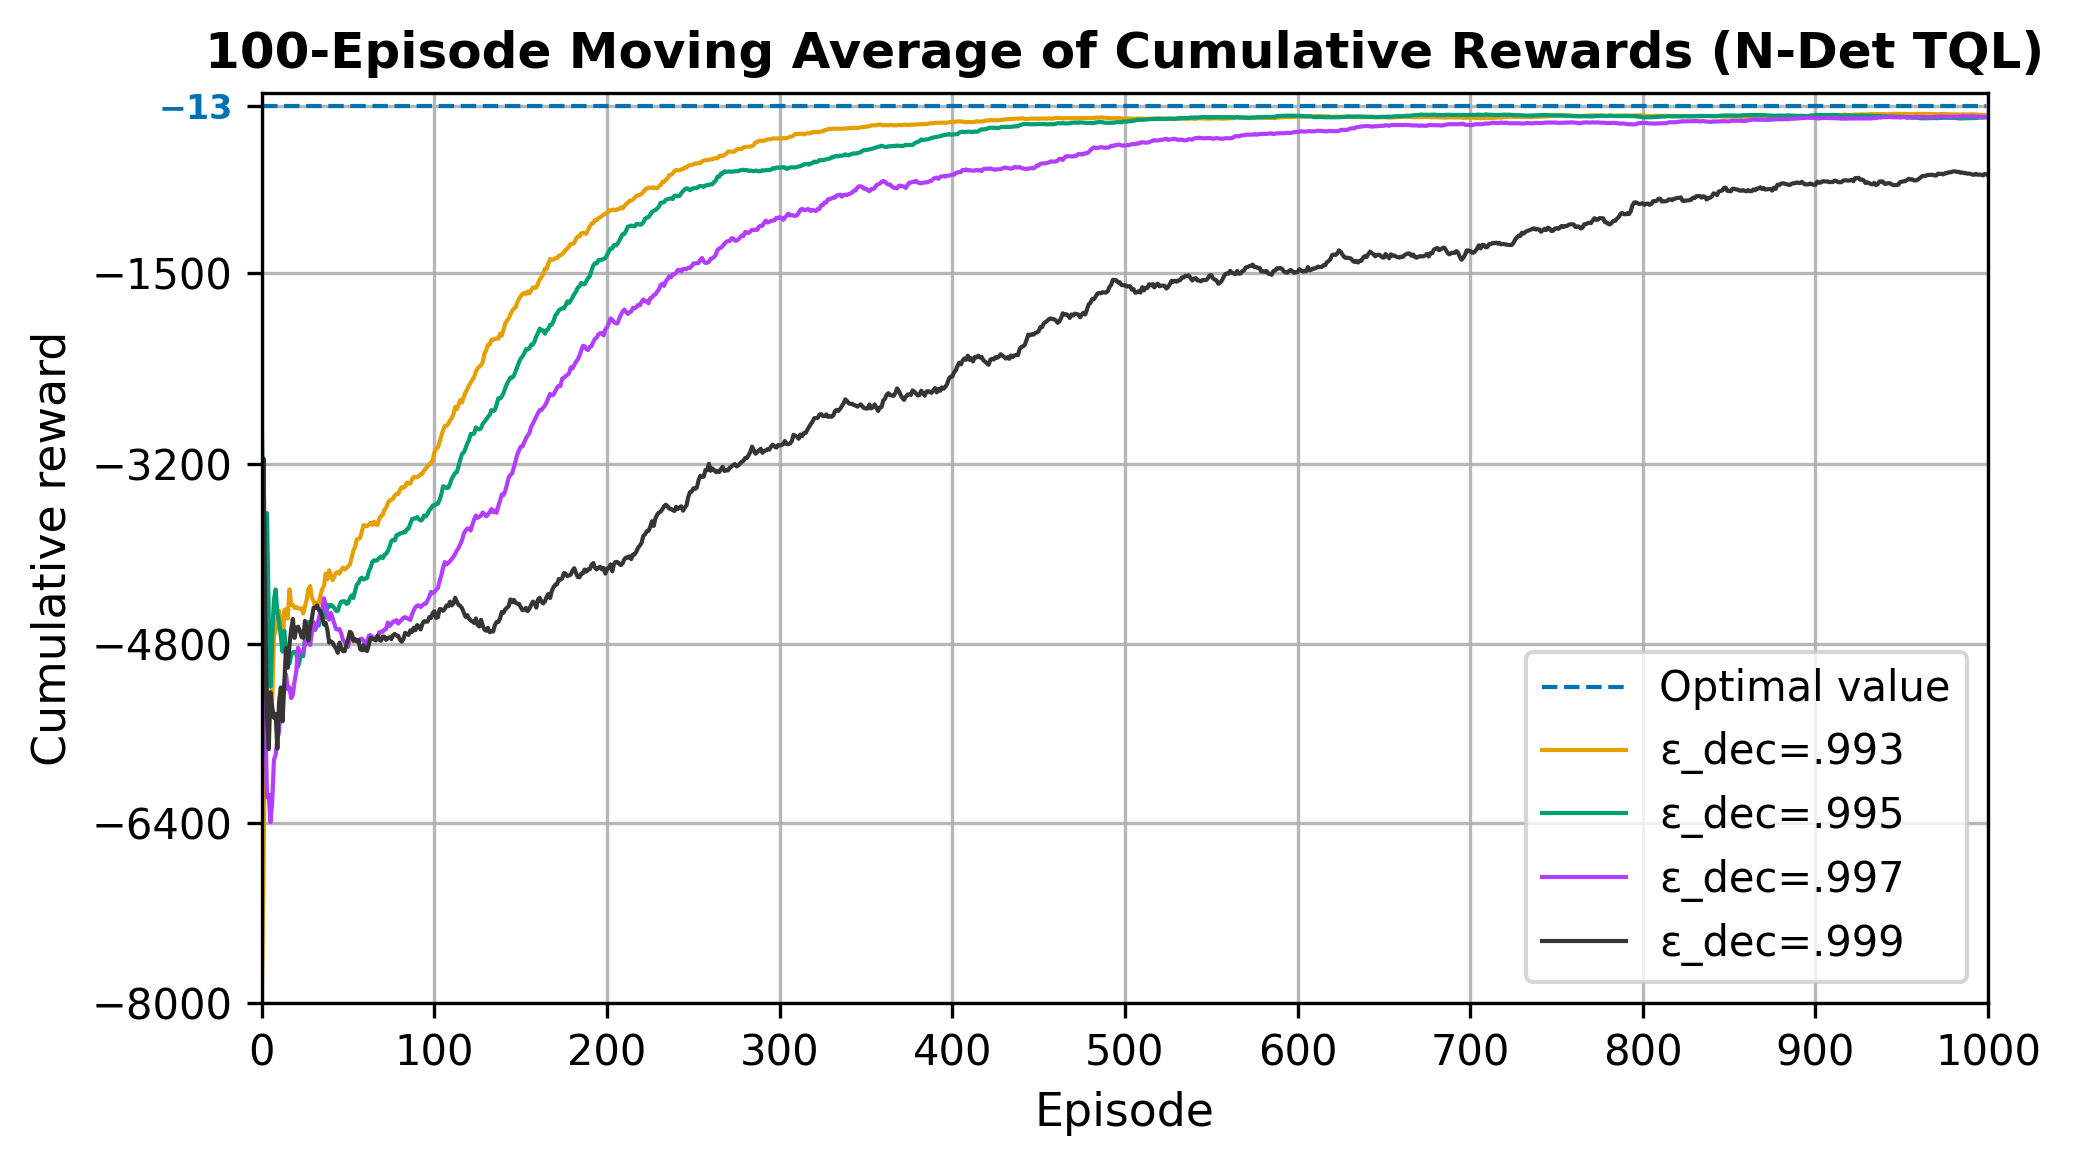 100-Episode Moving Average of Cumulative Rewards (N-Det TQL)
−13
−1500
−3200
−4800
−6400
−8000
Cumulative reward
Optimal value
ε_dec=.993
ε_dec=.995
ε_dec=.997
ε_dec=.999
0 100 200 300 400 500 600 700 800 900 1000
Episode